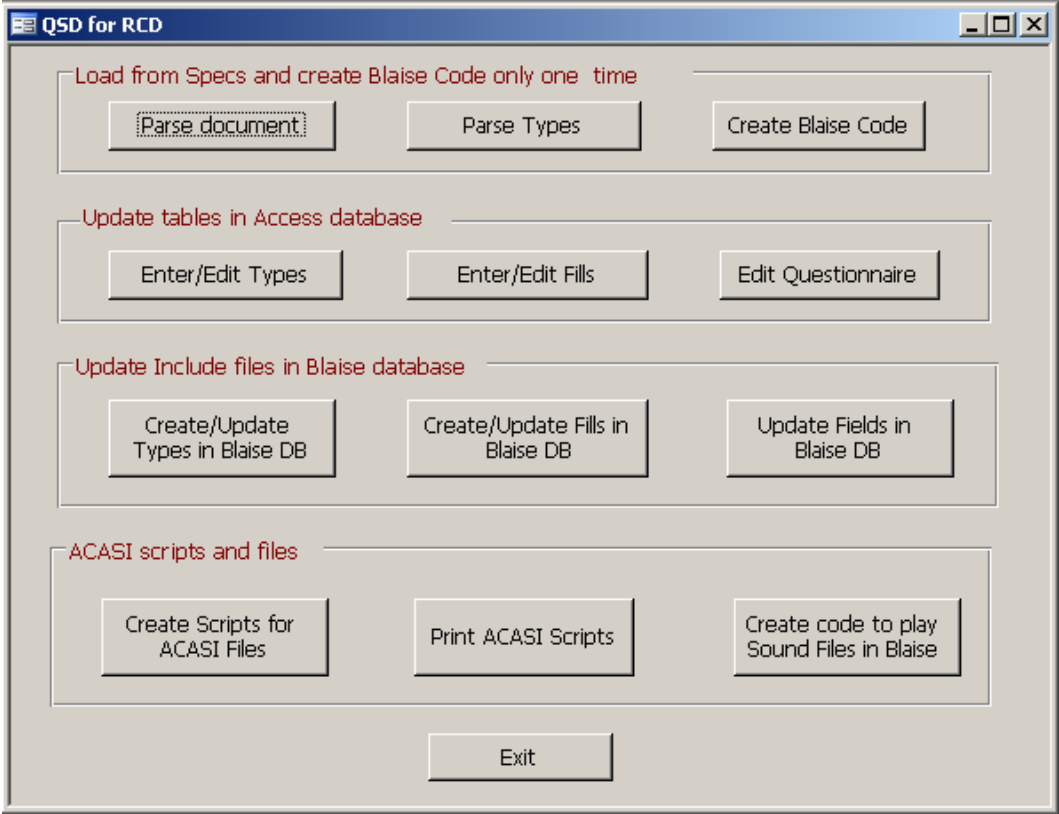 QSD for RCD
Load from Specs and create Blaise Code only one time
Parse document
Parse Types
Create Blaise Code
Update tables in Access database
Enter/Edit Types
Enter/Edit Fills
Edit Questionnaire
Update Include files in Blaise database
Create/Update
Types in Blaise DB
Create/Update Fills in
Blaise DB
Update Fields in
Blaise DB
ACASI scripts and files
Create Scripts for
ACASI Files
Print ACASI Scripts
Create code to play
Sound Files in Blaise
Exit